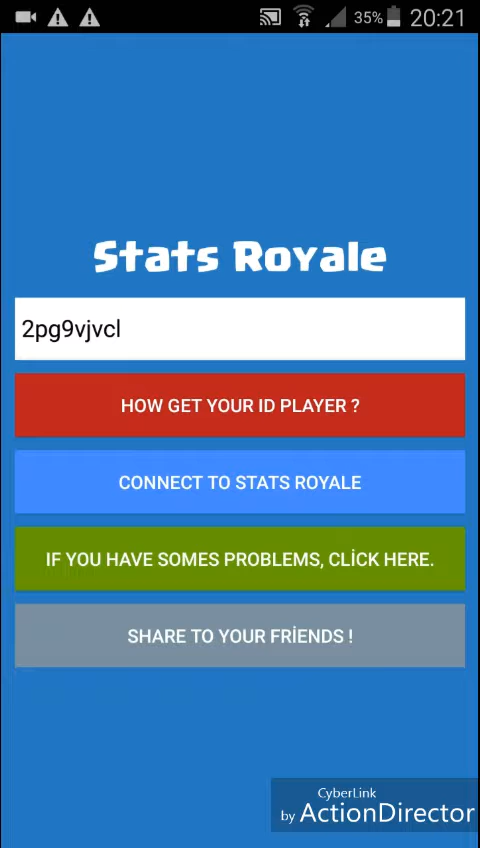 35% 20:21
Stats Royale
2pg9vjvcl
HOW GET YOUR ID PLAYER ?
CONNECT TO STATS ROYALE
IF YOU HAVE SOMES PROBLEMS, CLİCK HERE.
SHARE TO YOUR FRİENDS !
CyberLink
by ActionDirector